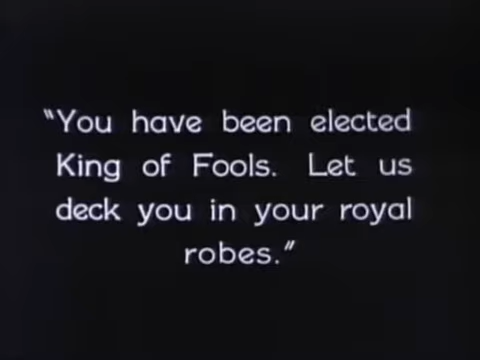 "You have been elected
King of Fools. Let us
deck you in your royal
robes."